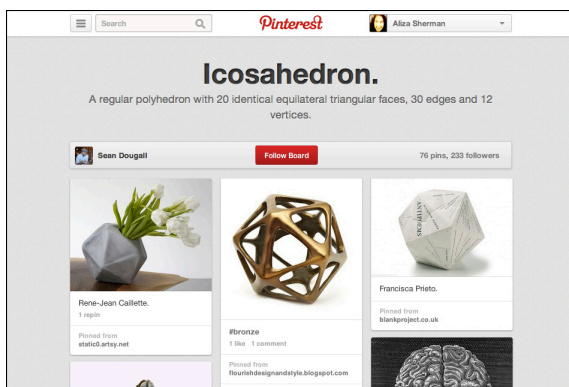 Search
Pinterest
Aliza Sherman
Icosahedron.
A regular polyhedron with 20 identical equilateral triangular faces, 30 edges and 12
vertices.
Sean Dougall
Follow Board
76 pins, 233 followers
Rene-Jean Caillette.
1 repin
Pinned from
static0.artsy.net
#bronze
1 like 1 comment
Pinned from
flourishdesignandstyle.blogspot.com
ANTIPHONS
Francisca Prieto.
Pinned from
blankproject.co.uk